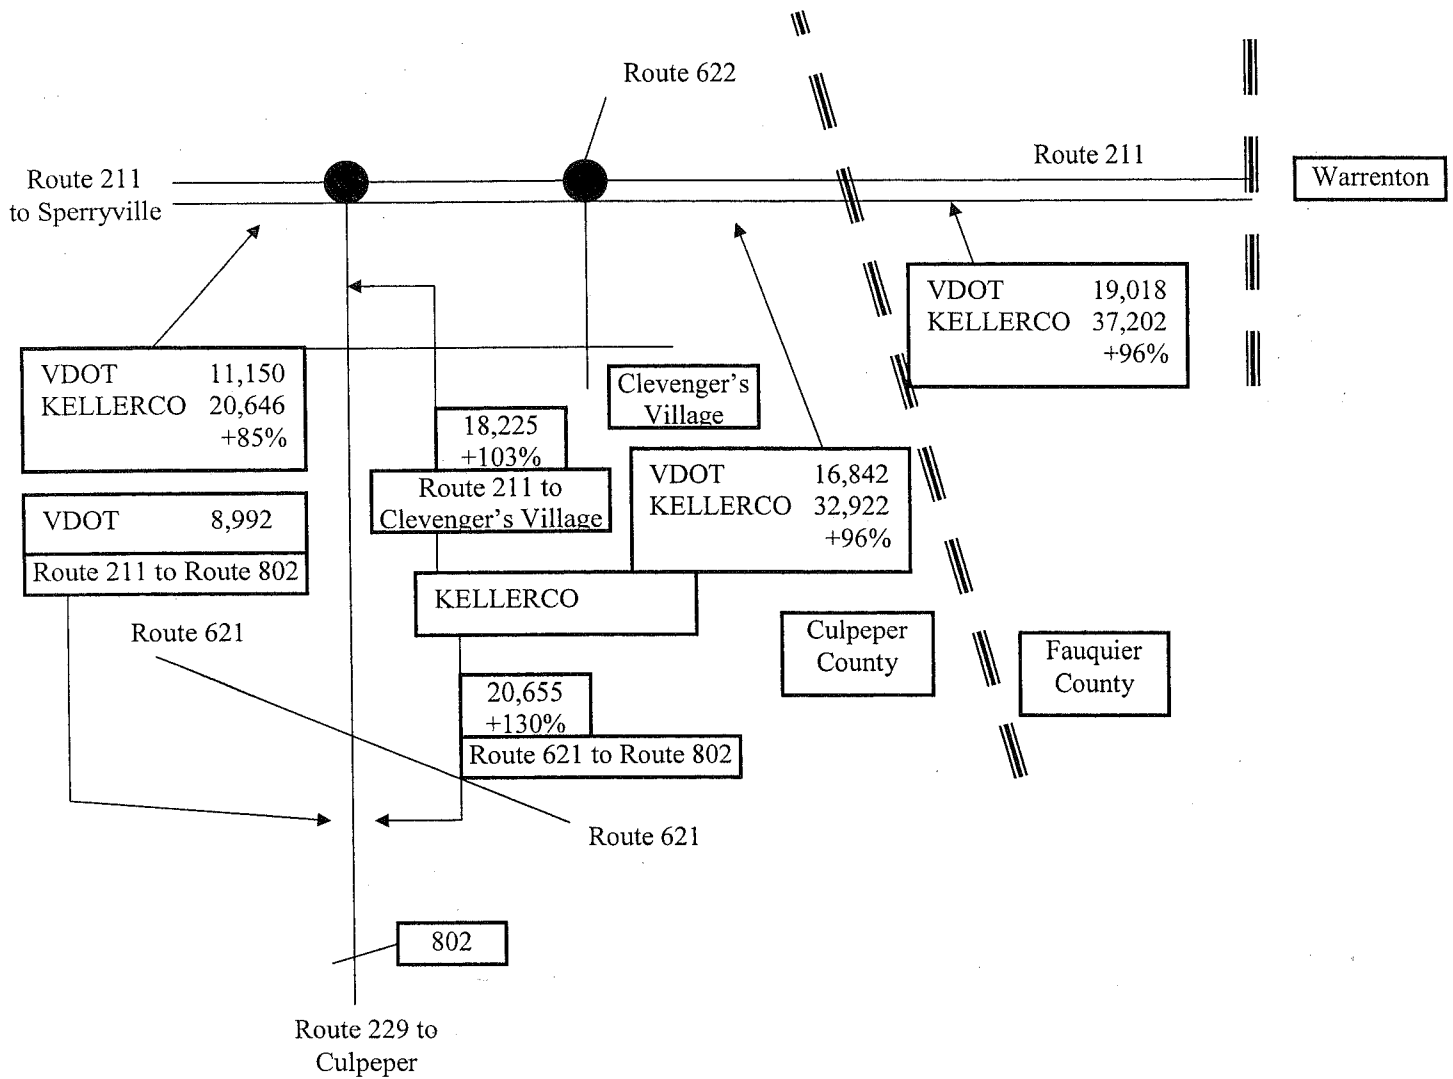 Route 622
Route 211
to Sperryville
Route 211
Warrenton
VDOT 19,018
KELLERCO 37,202
+96%
VDOT 11,150
KELLERCO 20,646
+85%
Clevenger's
Village
18,225
+103%
Route 211 to
Clevenger's Village
VDOT 16,842
KELLERCO 32,922
+96%
VDOT 8,992
Route 211 to Route 802
KELLERCO
Route 621
Culpeper
County
Fauquier
County
20,655
+130%
Route 621 to Route 802
Route 621
802
Route 229 to
Culpeper